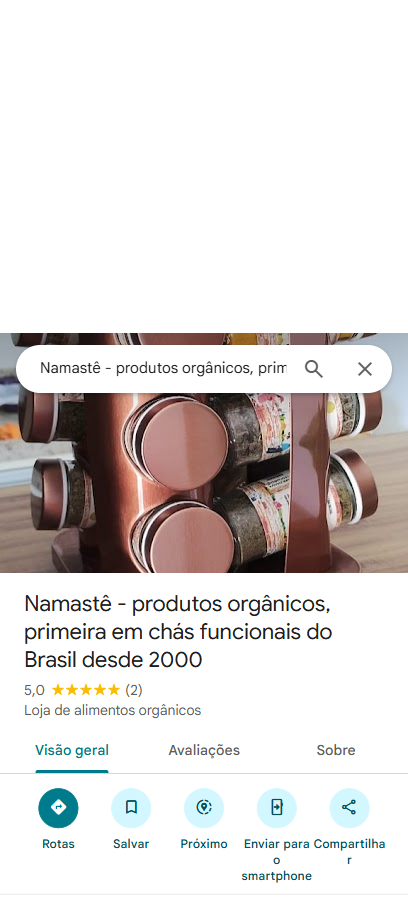 Namastê - produtos orgânicos, prim
Namastê - produtos orgânicos,
primeira em chás funcionais do
Brasil desde 2000
5,0 (2)
Loja de alimentos orgânicos
Visão geral Avaliações Sobre
Rotas Salvar Próximo Enviar para o smartphone Compartilhar